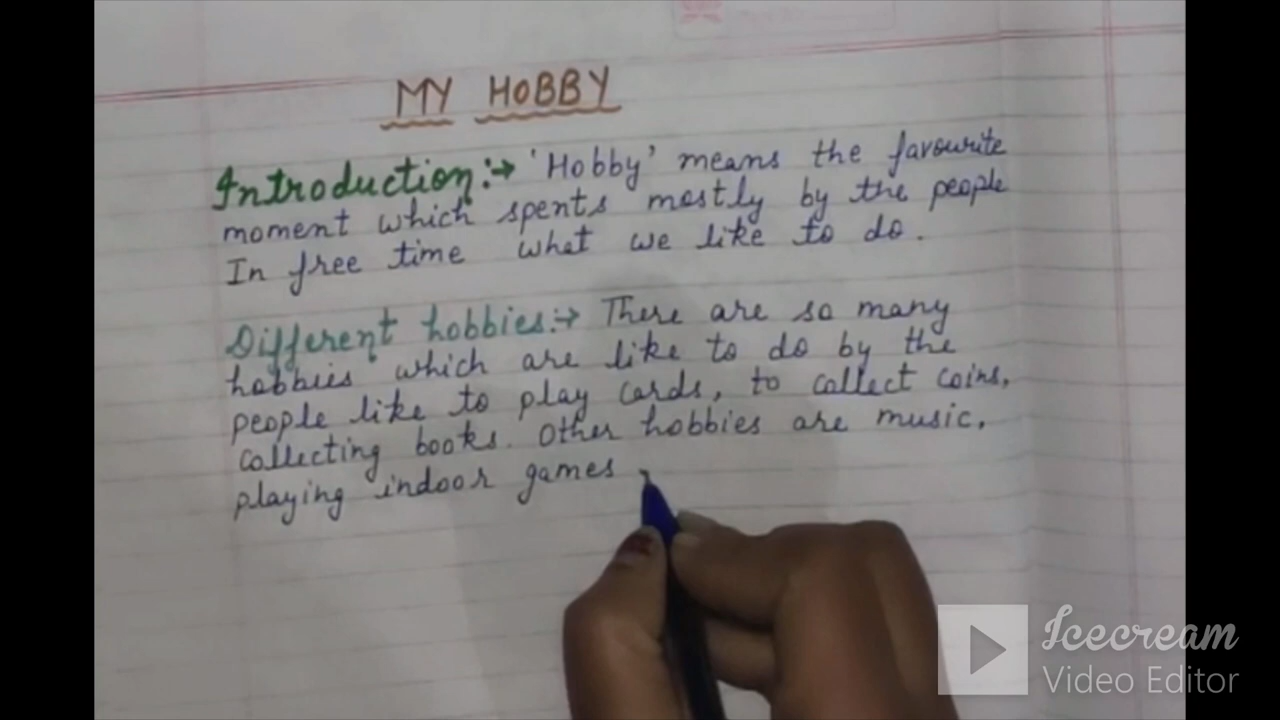 MY HOBBY
Introduction:→ 'Hobby' means the favourite
moment which spents mostly by the people
In free time what we like to do.
Different hobbies:→ There are so many
hobbies which are like to do by the
people like to play cards, to collect coins,
collecting books. Other hobbies are music,
playing indoor games
Icecream
Video Editor